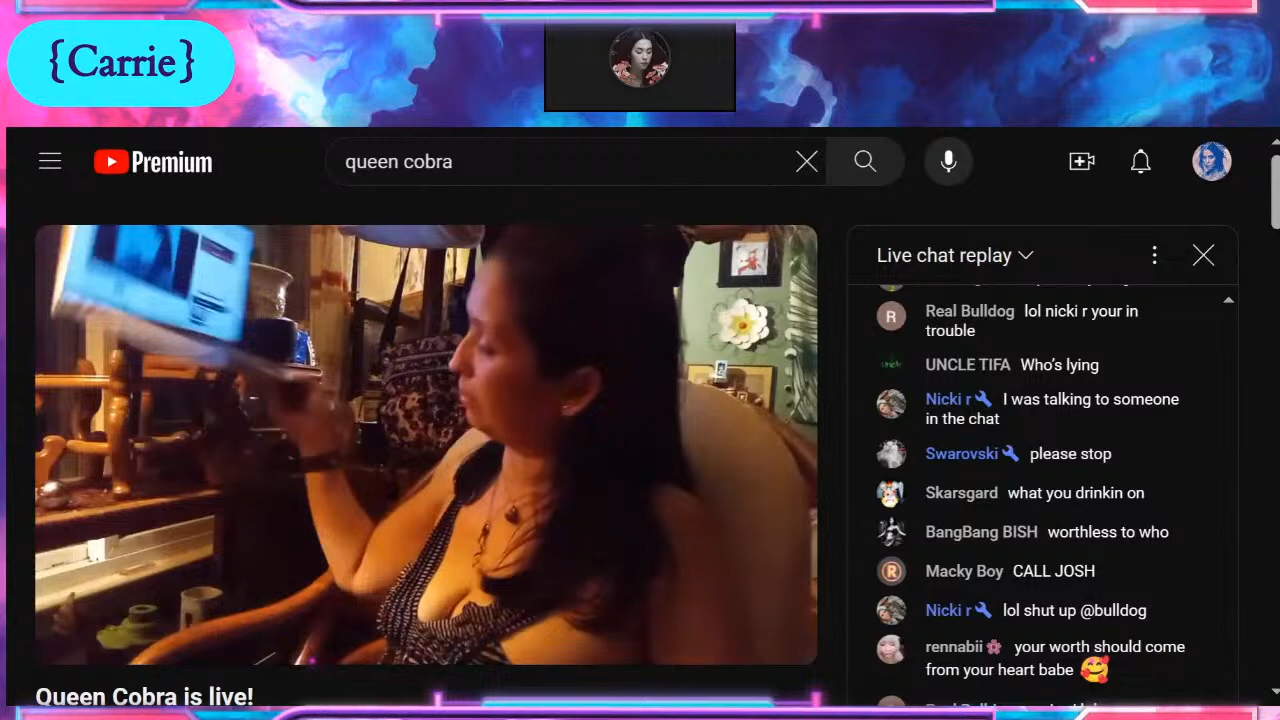 {Carrie}
Premium
queen cobra
Live chat replay
Real Bulldog lol nicki r your in
trouble
UNCLE TIFA Who's lying
Nicki r I was talking to someone
in the chat
Swarovski please stop
Skarsgard what you drinkin on
BangBang BISH worthless to who
Macky Boy CALL JOSH
Nicki r lol shut up @bulldog
rennabii your worth should come
from your heart babe
Queen Cobra is live!